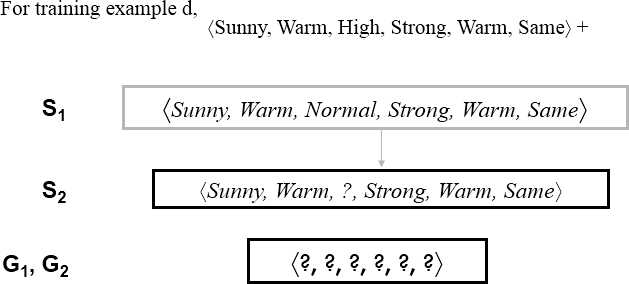 For training example d,
⟨Sunny, Warm, High, Strong, Warm, Same⟩ +
S₁ ⟨Sunny, Warm, Normal, Strong, Warm, Same⟩
S₂ ⟨Sunny, Warm, ?, Strong, Warm, Same⟩
G₁, G₂ ⟨?, ?, ?, ?, ?, ?⟩